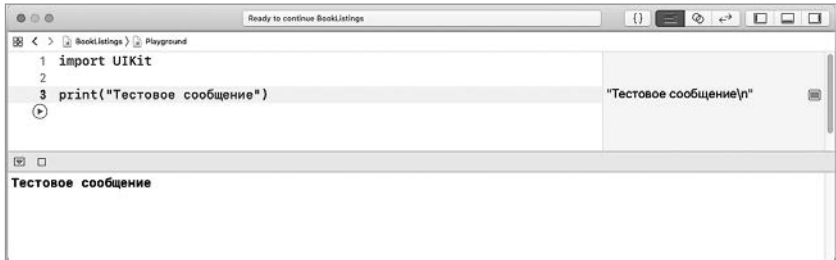 Ready to continue BookListings
{}
BookListings > Playground
1 import UIKit
2
3 print("Тестовое сообщение")
"Тестовое сообщение\n"
Тестовое сообщение